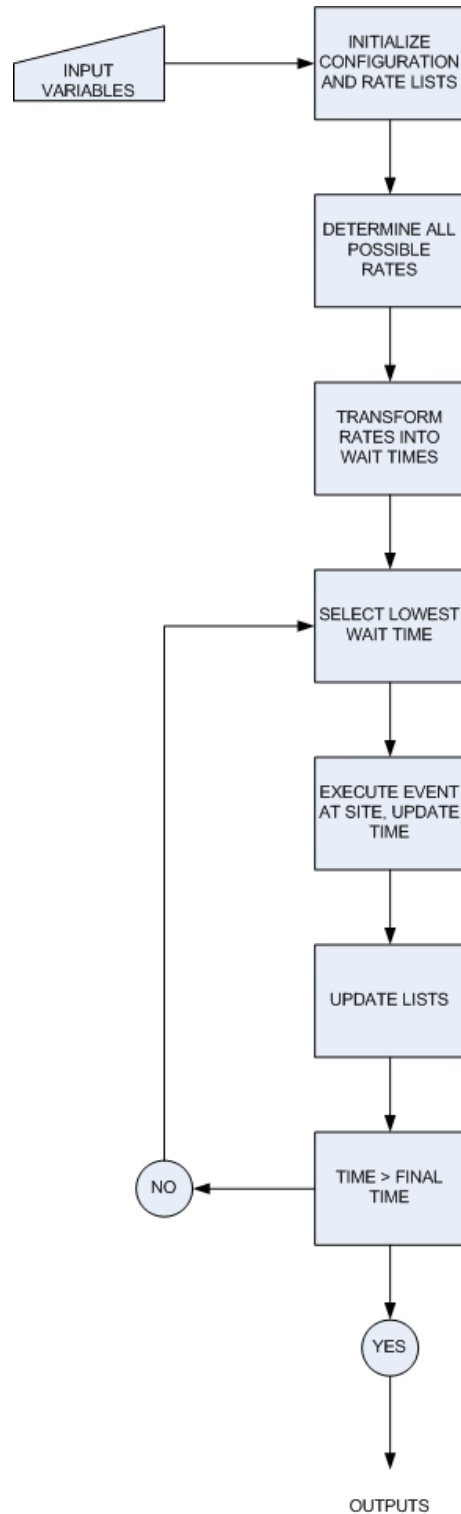 INPUT
VARIABLES
INITIALIZE
CONFIGURATION
AND RATE LISTS
DETERMINE ALL
POSSIBLE
RATES
TRANSFORM
RATES INTO
WAIT TIMES
SELECT LOWEST
WAIT TIME
EXECUTE EVENT
AT SITE, UPDATE
TIME
UPDATE LISTS
TIME > FINAL
TIME
NO
YES
OUTPUTS